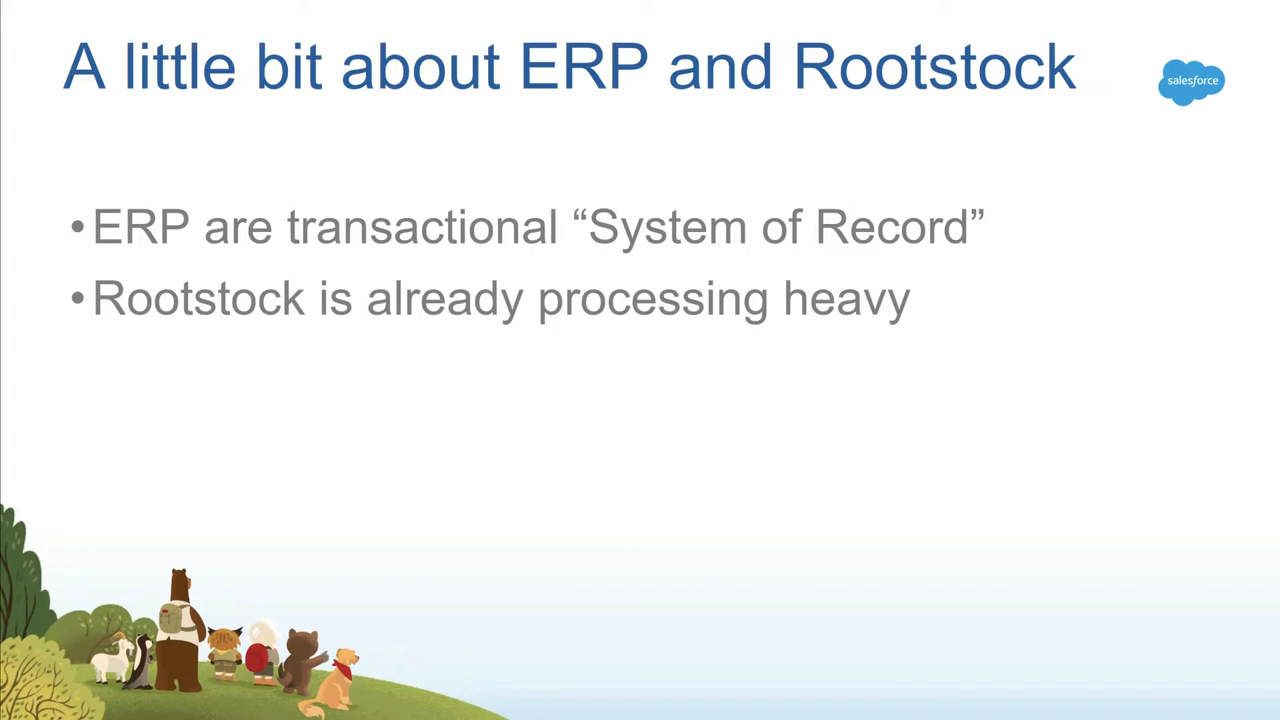 A little bit about ERP and Rootstock
salesforce
•ERP are transactional “System of Record”
•Rootstock is already processing heavy